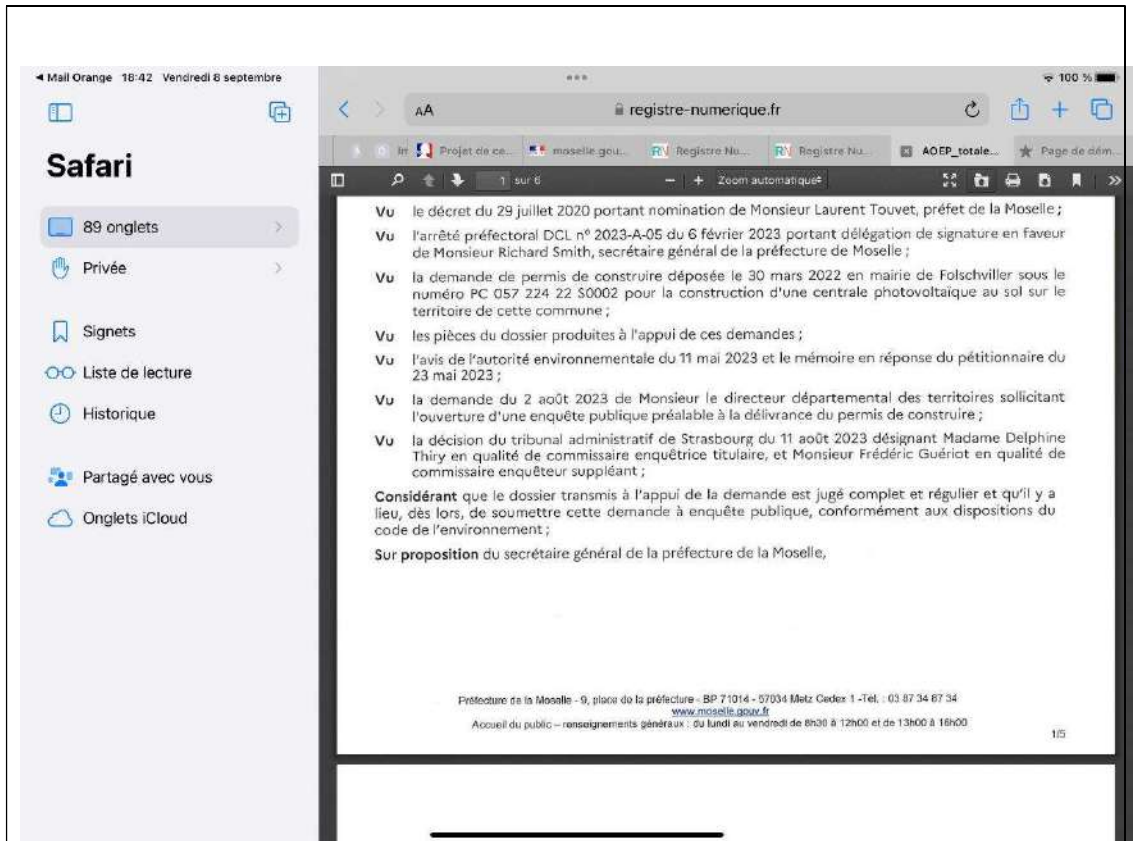 ◀ Mail Orange 18:42 Vendredi 8 septembre
100 %
AA
registre-numerique.fr
Projet de ce...
moselle.gou...
Registre Nu...
Registre Nu...
AOEP_totale...
Page de dém...
1 sur 6
− + Zoom automatique
Safari
89 onglets
Privée
Signets
Liste de lecture
Historique
Partagé avec vous
Onglets iCloud
Vu le décret du 29 juillet 2020 portant nomination de Monsieur Laurent Touvet, préfet de la Moselle ;
Vu l'arrêté préfectoral DCL nº 2023-A-05 du 6 février 2023 portant délégation de signature en faveur
de Monsieur Richard Smith, secrétaire général de la préfecture de Moselle ;
Vu la demande de permis de construire déposée le 30 mars 2022 en mairie de Folschviller sous le
numéro PC 057 224 22 S0002 pour la construction d'une centrale photovoltaïque au sol sur le
territoire de cette commune ;
Vu les pièces du dossier produites à l'appui de ces demandes ;
Vu l'avis de l'autorité environnementale du 11 mai 2023 et le mémoire en réponse du pétitionnaire du
23 mai 2023 ;
Vu la demande du 2 août 2023 de Monsieur le directeur départemental des territoires sollicitant
l'ouverture d'une enquête publique préalable à la délivrance du permis de construire ;
Vu la décision du tribunal administratif de Strasbourg du 11 août 2023 désignant Madame Delphine
Thiry en qualité de commissaire enquêtrice titulaire, et Monsieur Frédéric Guériot en qualité de
commissaire enquêteur suppléant ;
Considérant que le dossier transmis à l'appui de la demande est jugé complet et régulier et qu'il y a
lieu, dès lors, de soumettre cette demande à enquête publique, conformément aux dispositions du
code de l'environnement ;
Sur proposition du secrétaire général de la préfecture de la Moselle,
Préfecture de la Moselle - 9, place de la préfecture - BP 71014 - 57034 Metz Cedex 1 -Tél. : 03 87 34 87 34
www.moselle.gouv.fr
Accueil du public – renseignements généraux : du lundi au vendredi de 8h30 à 12h00 et de 13h00 à 16h00
1/5